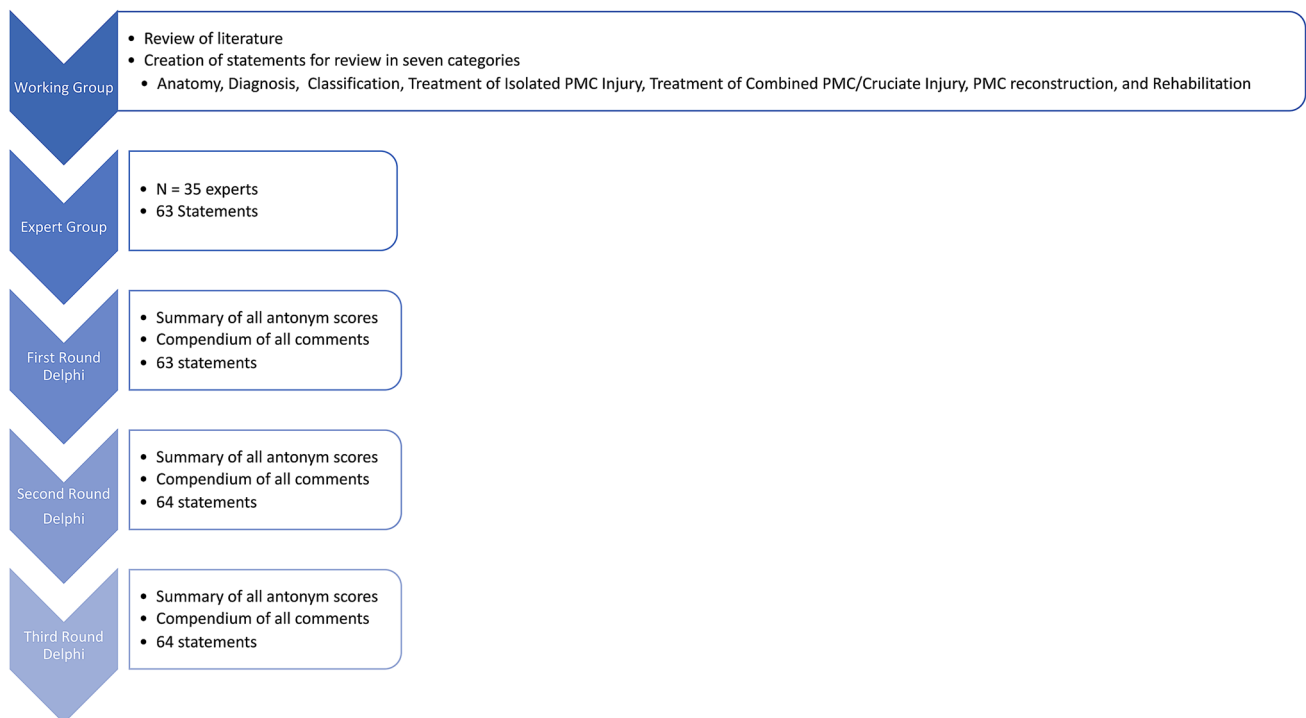 Working Group
• Review of literature
• Creation of statements for review in seven categories
• Anatomy, Diagnosis, Classification, Treatment of Isolated PMC Injury, Treatment of Combined PMC/Cruciate Injury, PMC reconstruction, and Rehabilitation
Expert Group
• N = 35 experts
• 63 Statements
First Round
Delphi
• Summary of all antonym scores
• Compendium of all comments
• 63 statements
Second Round
Delphi
• Summary of all antonym scores
• Compendium of all comments
• 64 statements
Third Round
Delphi
• Summary of all antonym scores
• Compendium of all comments
• 64 statements